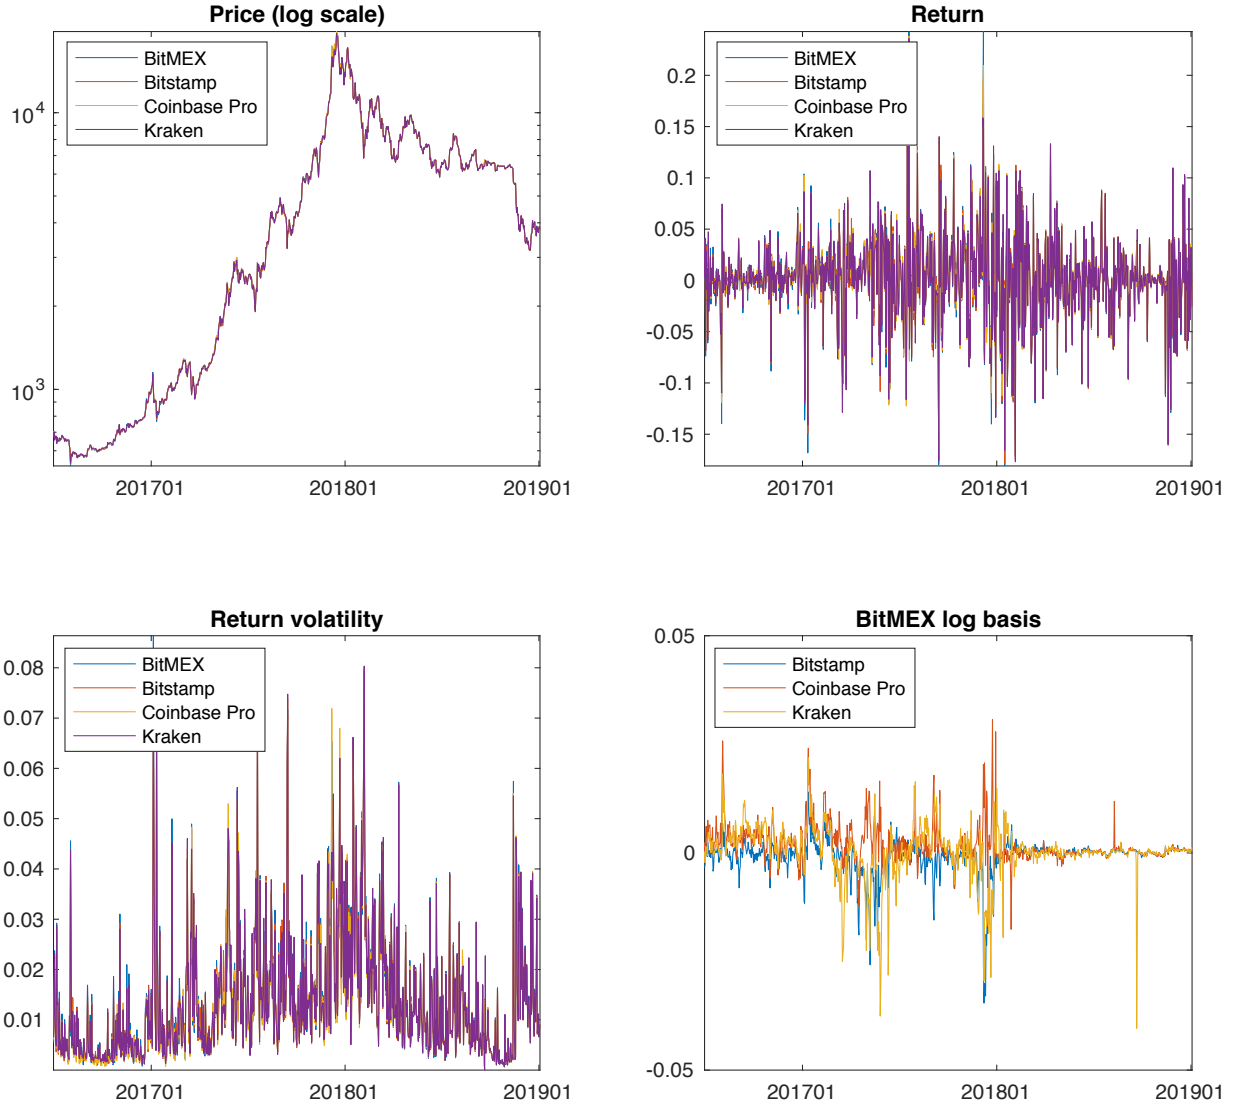 Price (log scale)
BitMEX
Bitstamp
Coinbase Pro
Kraken
10^4
10^3
201701
201801
201901
Return
BitMEX
Bitstamp
Coinbase Pro
Kraken
0.2
0.15
0.1
0.05
0
-0.05
-0.1
-0.15
201701
201801
201901
Return volatility
BitMEX
Bitstamp
Coinbase Pro
Kraken
0.08
0.07
0.06
0.05
0.04
0.03
0.02
0.01
201701
201801
201901
BitMEX log basis
Bitstamp
Coinbase Pro
Kraken
0.05
0
-0.05
201701
201801
201901